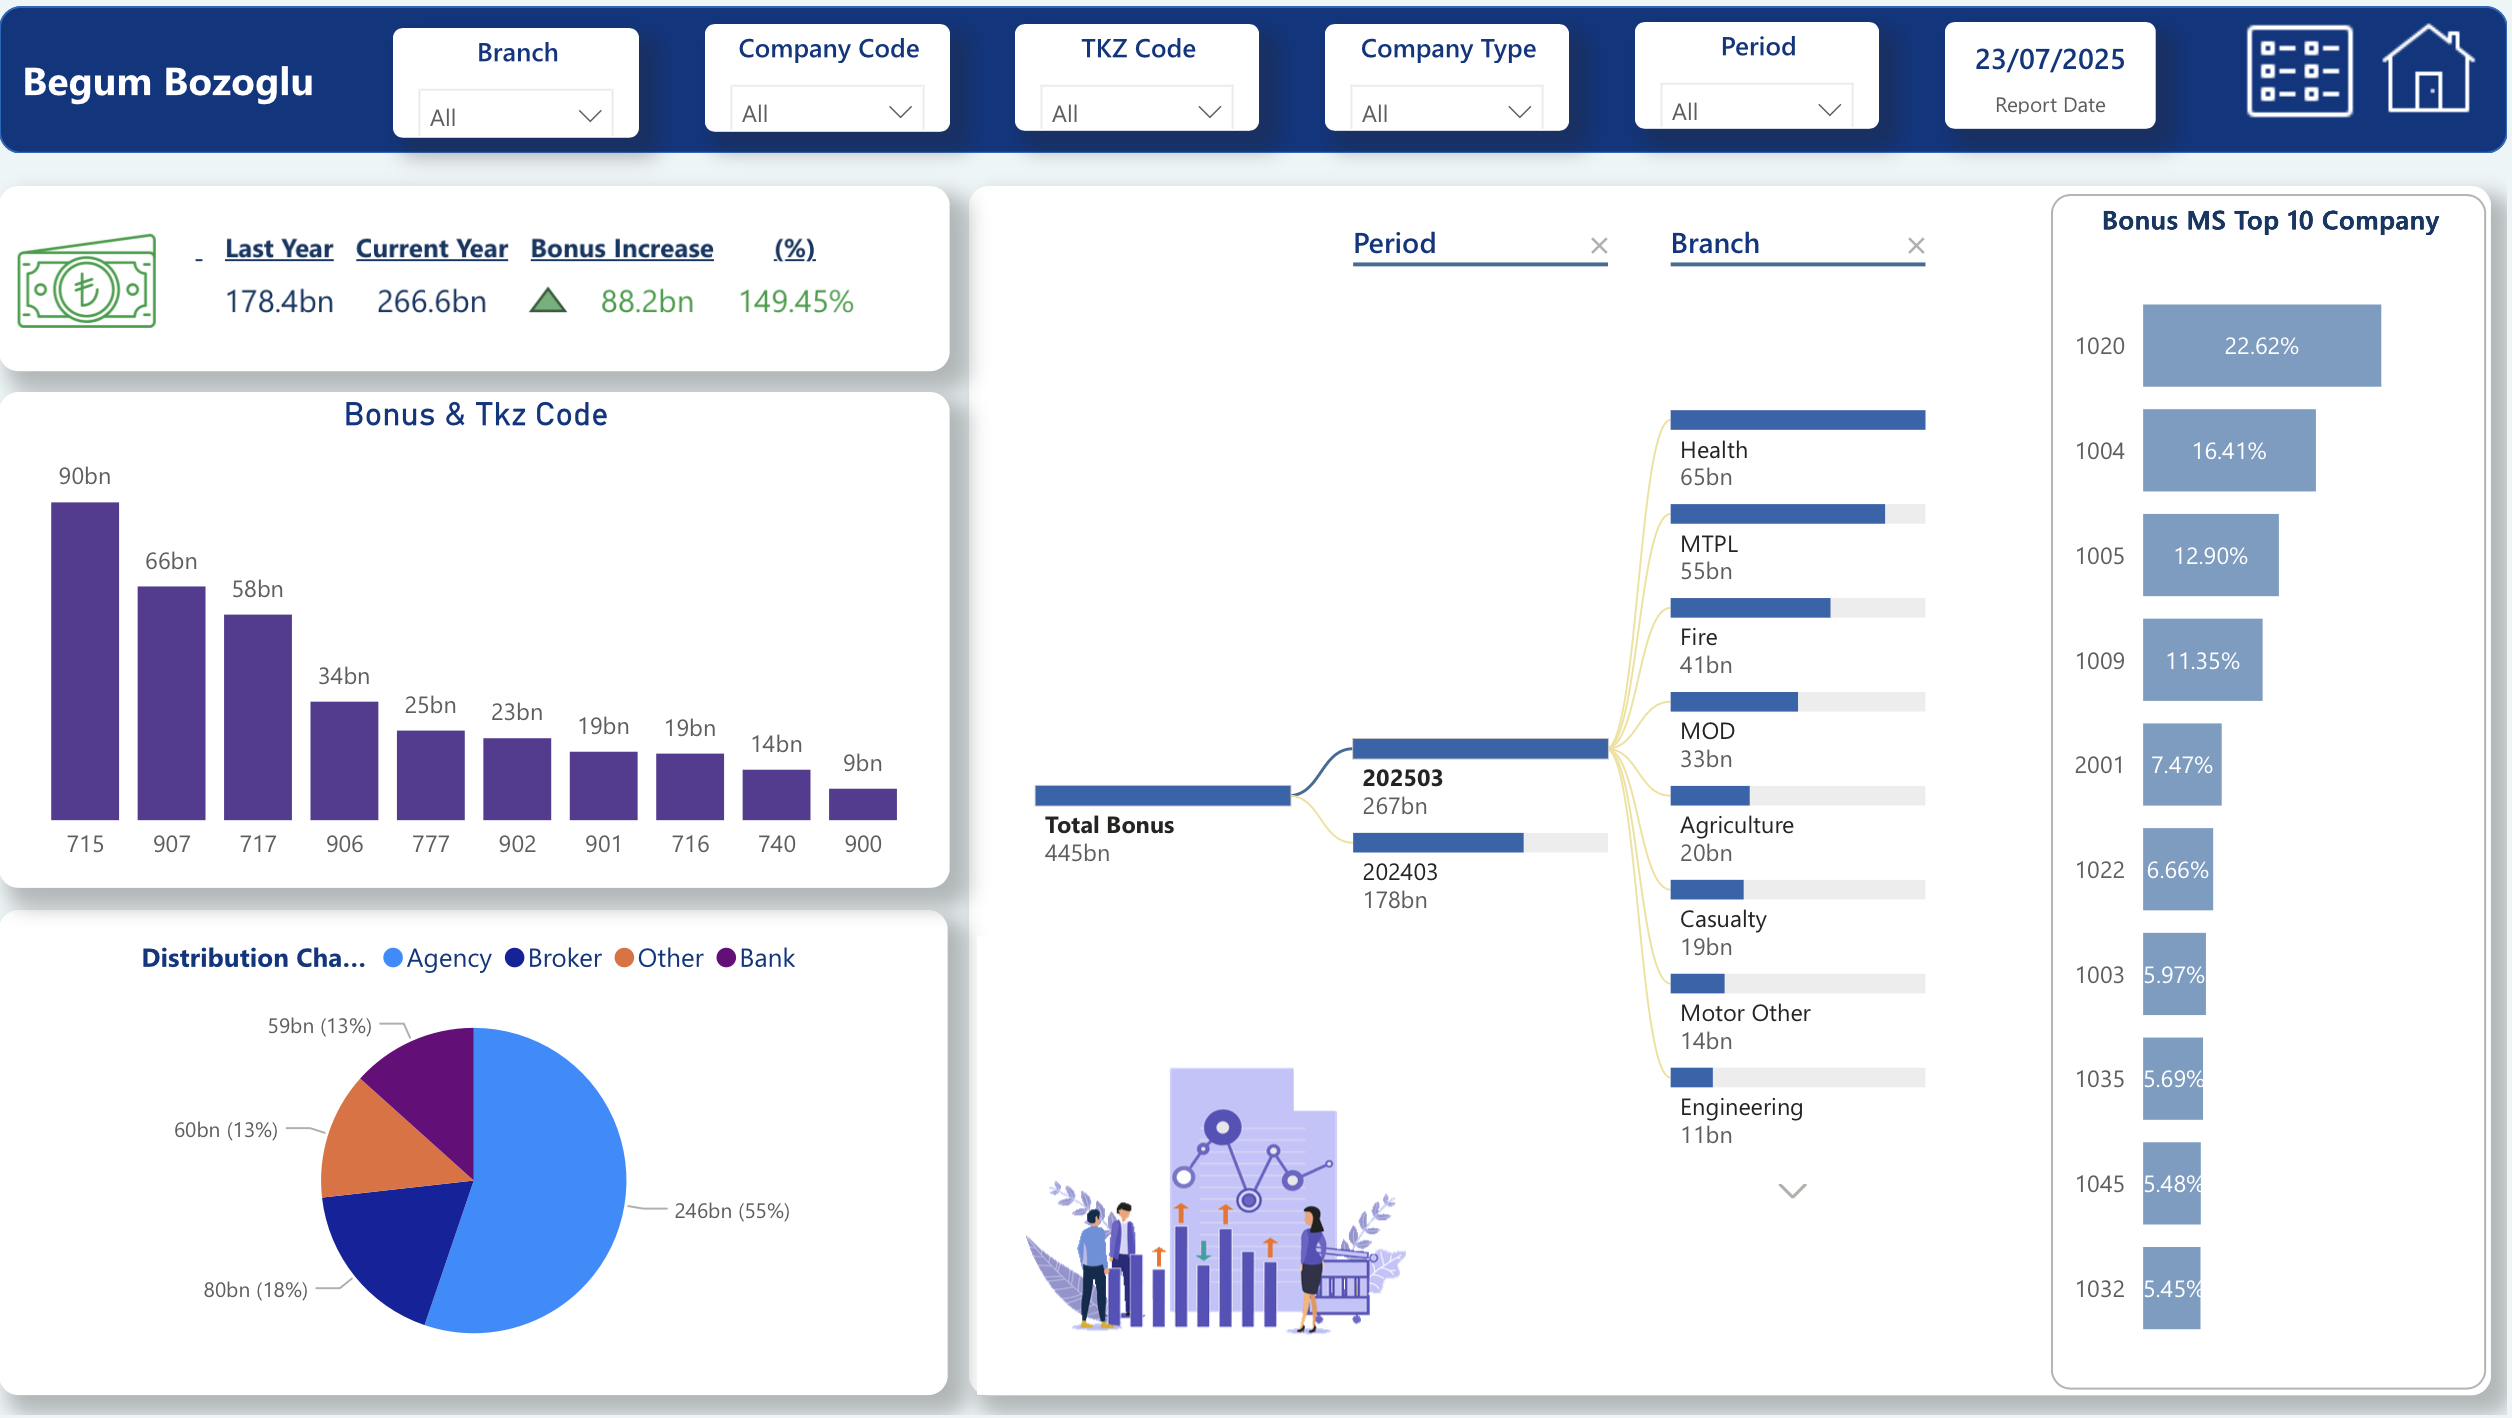 Begum Bozoglu
Branch
All
Company Code
All
TKZ Code
All
Company Type
All
Period
All
23/07/2025
Report Date
Last Year Current Year Bonus Increase (%)
178.4bn 266.6bn 88.2bn 149.45%
Bonus & Tkz Code
90bn
66bn
58bn
34bn
25bn
23bn
19bn
19bn
14bn
9bn
715 907 717 906 777 902 901 716 740 900
Distribution Cha... Agency Broker Other Bank
59bn (13%)
60bn (13%)
246bn (55%)
80bn (18%)
Period
Branch
Total Bonus
445bn
202503
267bn
202403
178bn
Health
65bn
MTPL
55bn
Fire
41bn
MOD
33bn
Agriculture
20bn
Casualty
19bn
Motor Other
14bn
Engineering
11bn
Bonus MS Top 10 Company
1020 22.62%
1004 16.41%
1005 12.90%
1009 11.35%
2001 7.47%
1022 6.66%
1003 5.97%
1035 5.69%
1045 5.48%
1032 5.45%